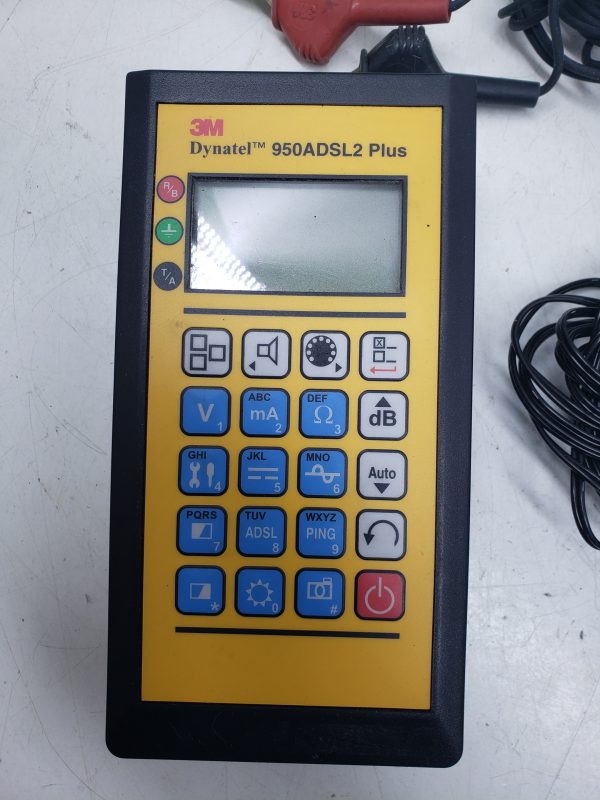 3M
Dynatel™ 950ADSL2 Plus
R/B
T/A
V 1
ABC mA 2
DEF Ω 3
dB
GHI 4
JKL 5
MNO 6
Auto
PQRS 7
TUV ADSL 8
WXYZ PING 9
*
0
#